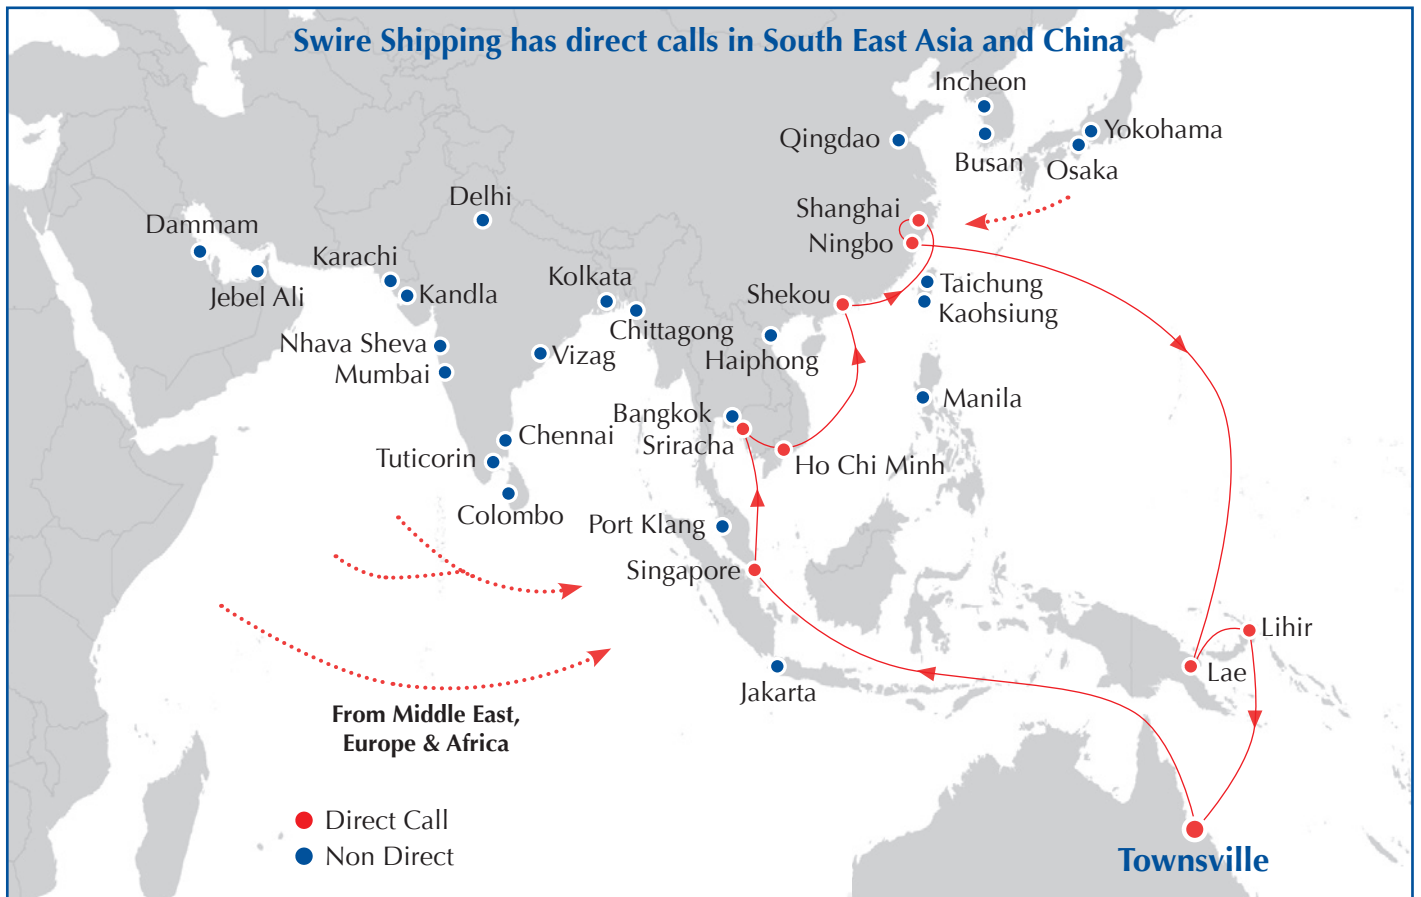 Swire Shipping has direct calls in South East Asia and China
Incheon
Qingdao
Yokohama
Busan
Osaka
Delhi
Shanghai
Dammam
Ningbo
Karachi
Jebel Ali
Kandla
Kolkata
Shekou
Taichung
Kaohsiung
Chittagong
Nhava Sheva
Vizag
Haiphong
Mumbai
Manila
Bangkok
Chennai
Sriracha
Tuticorin
Ho Chi Minh
Colombo
Port Klang
Singapore
Lihir
Lae
Jakarta
From Middle East,
Europe & Africa
Direct Call
Non Direct
Townsville